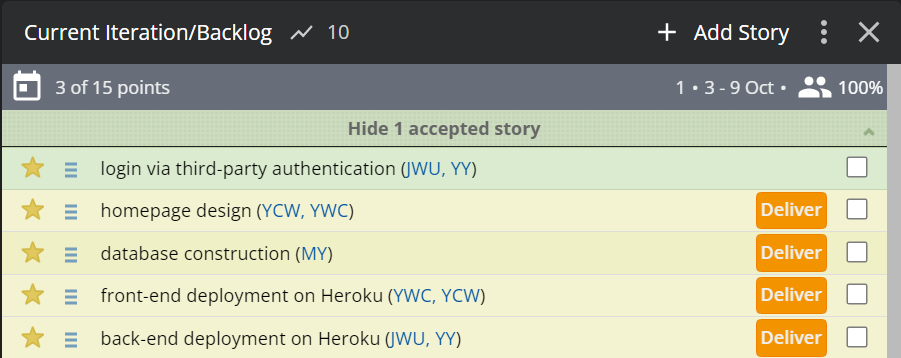 Current Iteration/Backlog 10 + Add Story
3 of 15 points 1 • 3 - 9 Oct • 100%
Hide 1 accepted story
login via third-party authentication (JWU, YY)
homepage design (YCW, YWC) Deliver
database construction (MY) Deliver
front-end deployment on Heroku (YWC, YCW) Deliver
back-end deployment on Heroku (JWU, YY) Deliver